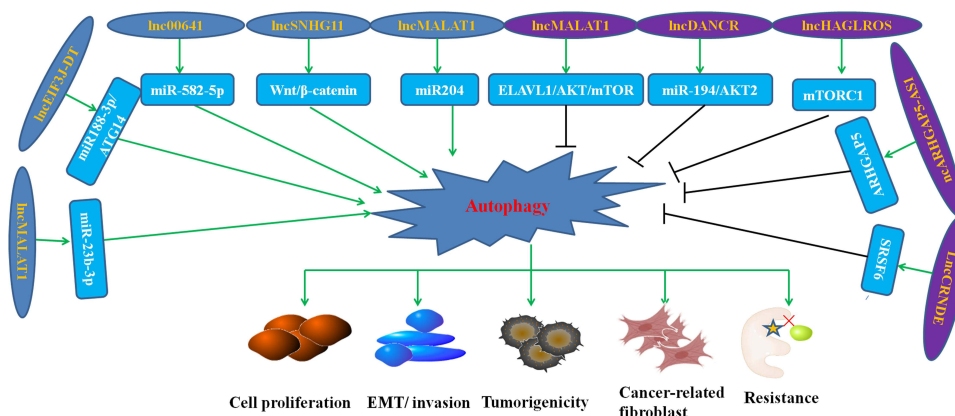 lnc00641
lncSNHG11
lncMALAT1
lncMALAT1
lncDANCR
lncHAGLROS
lncEIF3J-DT
miR188-3p/
ATG14
miR-582-5p
Wnt/β-catenin
miR204
ELAVL1/AKT/mTOR
miR-194/AKT2
mTORC1
ARHGAP5
ncARHGAP5-AS1
lncMALAT1
miR-23b-3p
Autophagy
SRSF6
LncCRNDE
Cell proliferation
EMT/ invasion
Tumorigenicity
Cancer-related
fibroblast
Resistance